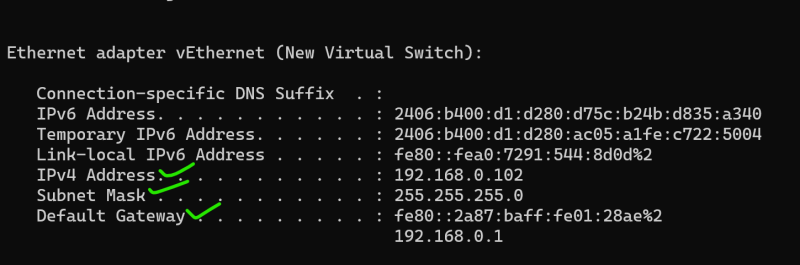 Ethernet adapter vEthernet (New Virtual Switch):
Connection-specific DNS Suffix  . :
IPv6 Address. . . . . . . . . . . : 2406:b400:d1:d280:d75c:b24b:d835:a340
Temporary IPv6 Address. . . . . . : 2406:b400:d1:d280:ac05:a1fe:c722:5004
Link-local IPv6 Address . . . . . : fe80::fea0:7291:544:8d0d%2
IPv4 Address. . . . . . . . . . . : 192.168.0.102
Subnet Mask . . . . . . . . . . . : 255.255.255.0
Default Gateway . . . . . . . . . : fe80::2a87:baff:fe01:28ae%2
192.168.0.1